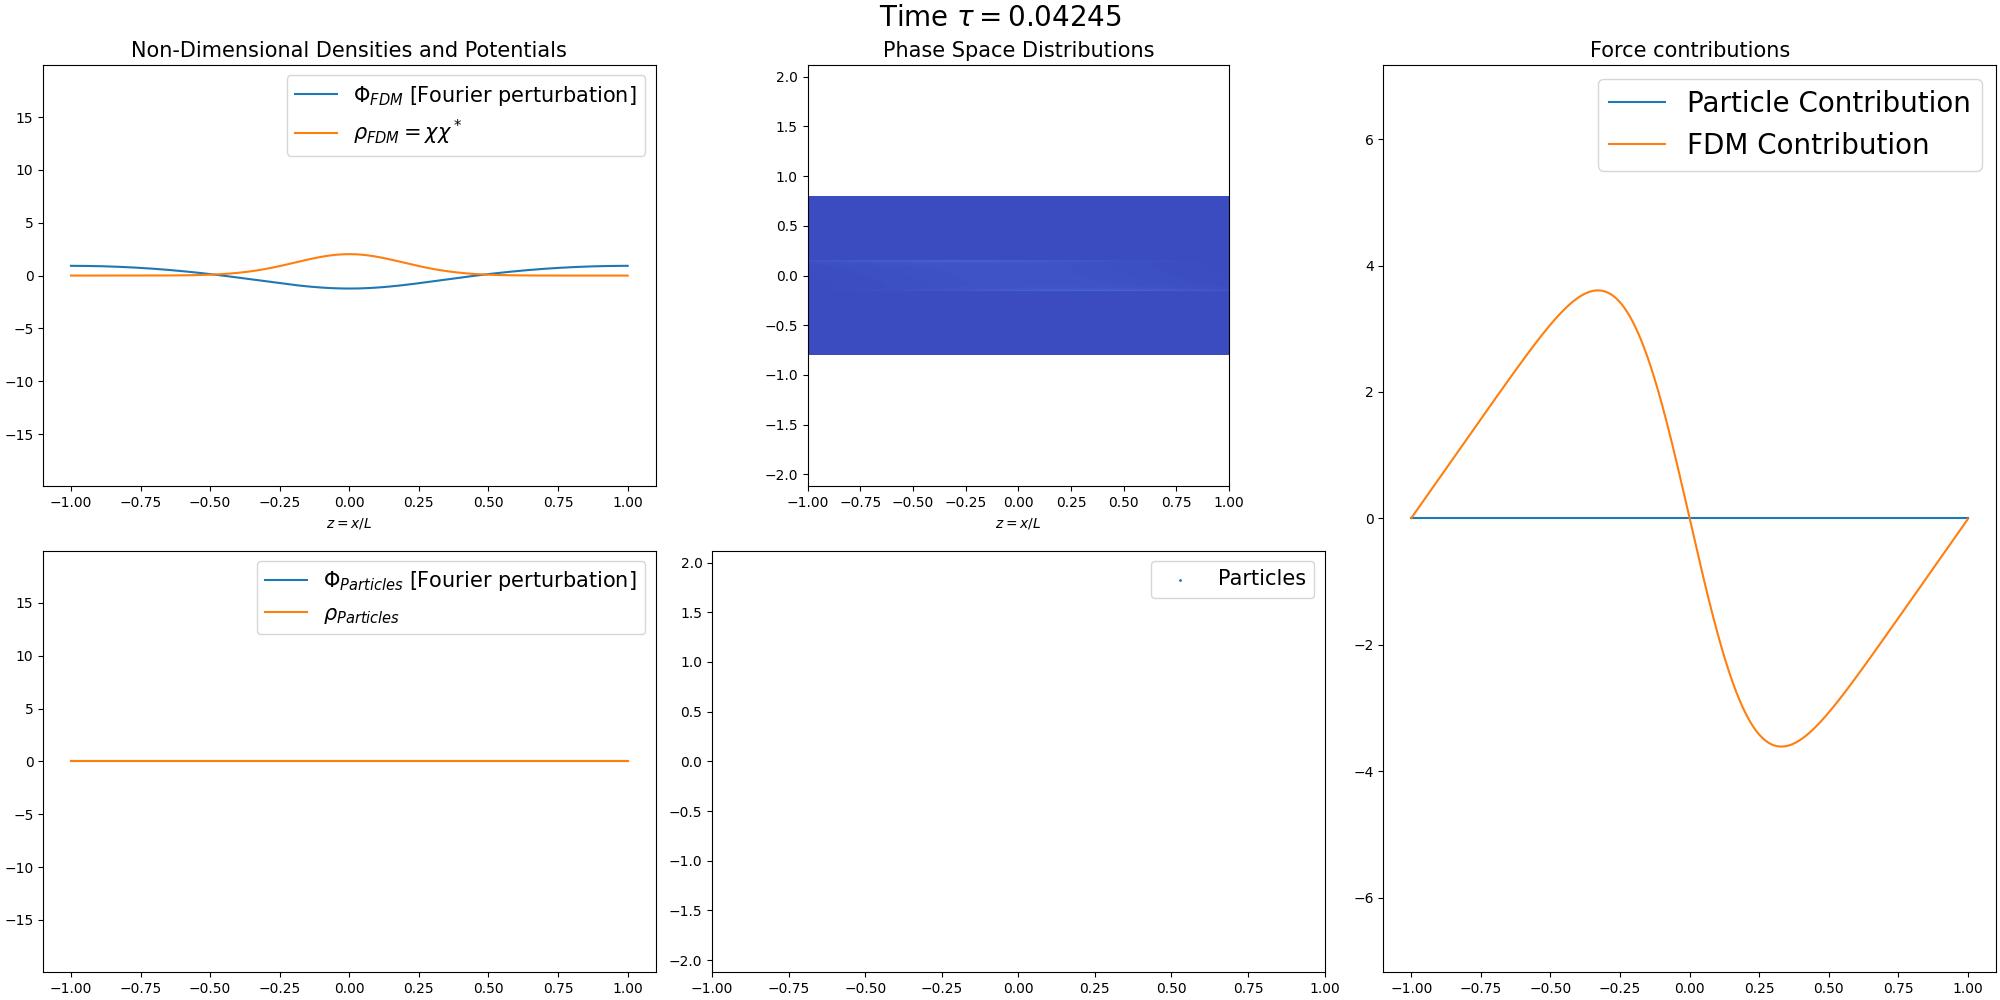 Time τ = 0.04245
Non-Dimensional Densities and Potentials
Φ_FDM [Fourier perturbation]
ρ_FDM = χχ*
15
10
5
0
−5
−10
−15
−1.00 −0.75 −0.50 −0.25 0.00 0.25 0.50 0.75 1.00
z = x/L
Phase Space Distributions
2.0
1.5
1.0
0.5
0.0
−0.5
−1.0
−1.5
−2.0
−1.00 −0.75 −0.50 −0.25 0.00 0.25 0.50 0.75 1.00
z = x/L
Force contributions
Particle Contribution
FDM Contribution
6
4
2
0
−2
−4
−6
−1.00 −0.75 −0.50 −0.25 0.00 0.25 0.50 0.75 1.00
Φ_Particles [Fourier perturbation]
ρ_Particles
15
10
5
0
−5
−10
−15
−1.00 −0.75 −0.50 −0.25 0.00 0.25 0.50 0.75 1.00
Particles
2.0
1.5
1.0
0.5
0.0
−0.5
−1.0
−1.5
−2.0
−1.00 −0.75 −0.50 −0.25 0.00 0.25 0.50 0.75 1.00